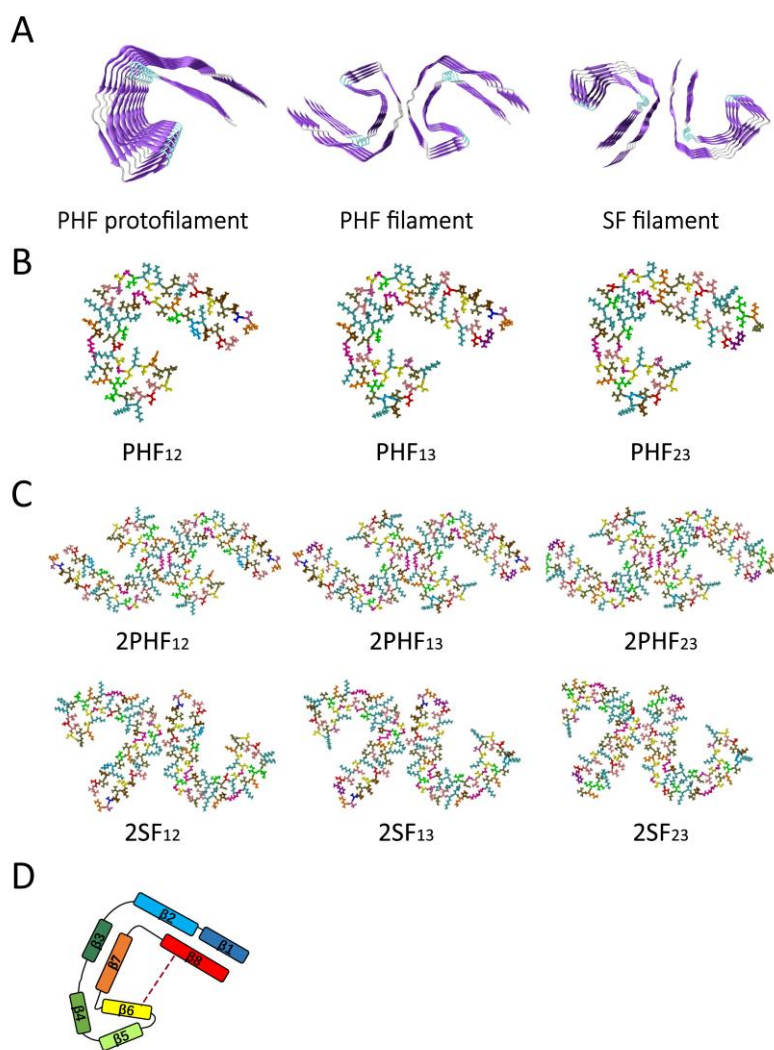 A
PHF protofilament PHF filament SF filament
B
PHF12 PHF13 PHF23
C
2PHF12 2PHF13 2PHF23
2SF12 2SF13 2SF23
D
β2
β1
β3
β7
β8
β6
β4
β5